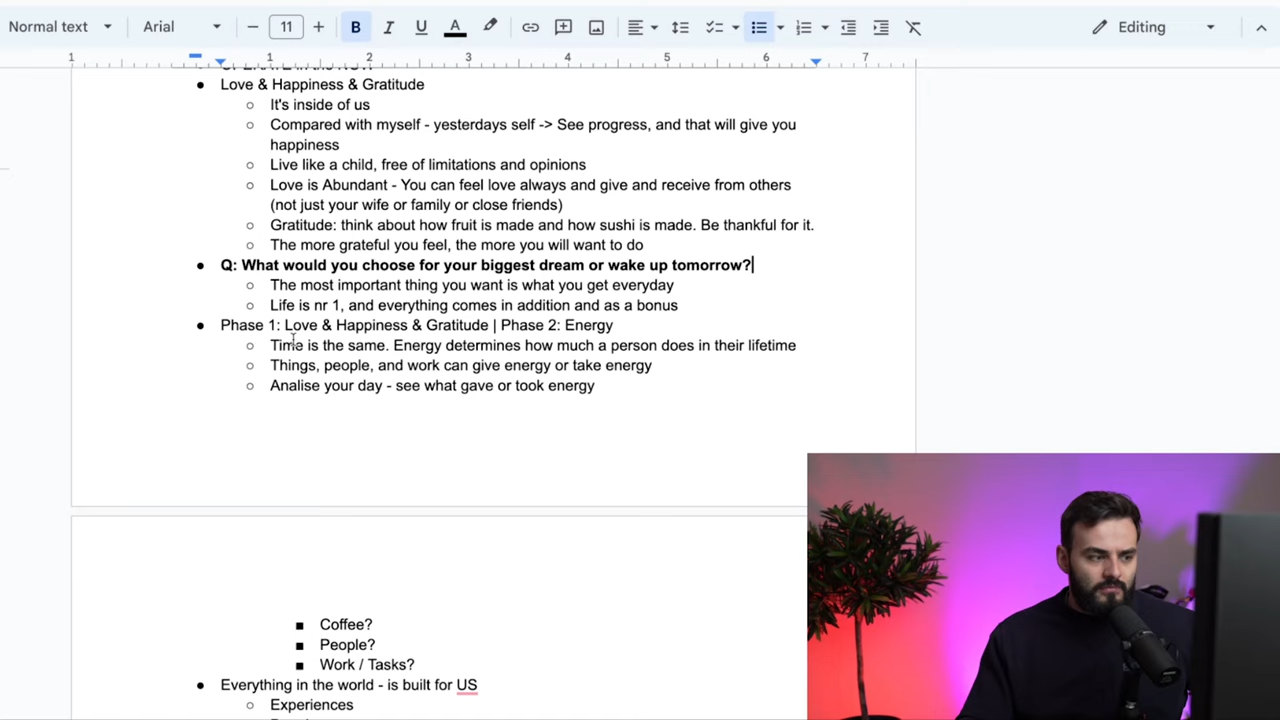 Normal text
Arial
11
B
I
U
A
Editing
1
1
2
3
4
5
6
7
Love & Happiness & Gratitude
It's inside of us
Compared with myself - yesterdays self -> See progress, and that will give you
happiness
Live like a child, free of limitations and opinions
Love is Abundant - You can feel love always and give and receive from others
(not just your wife or family or close friends)
Gratitude: think about how fruit is made and how sushi is made. Be thankful for it.
The more grateful you feel, the more you will want to do
Q: What would you choose for your biggest dream or wake up tomorrow?
The most important thing you want is what you get everyday
Life is nr 1, and everything comes in addition and as a bonus
Phase 1: Love & Happiness & Gratitude | Phase 2: Energy
Time is the same. Energy determines how much a person does in their lifetime
Things, people, and work can give energy or take energy
Analise your day - see what gave or took energy
Coffee?
People?
Work / Tasks?
Everything in the world - is built for US
Experiences